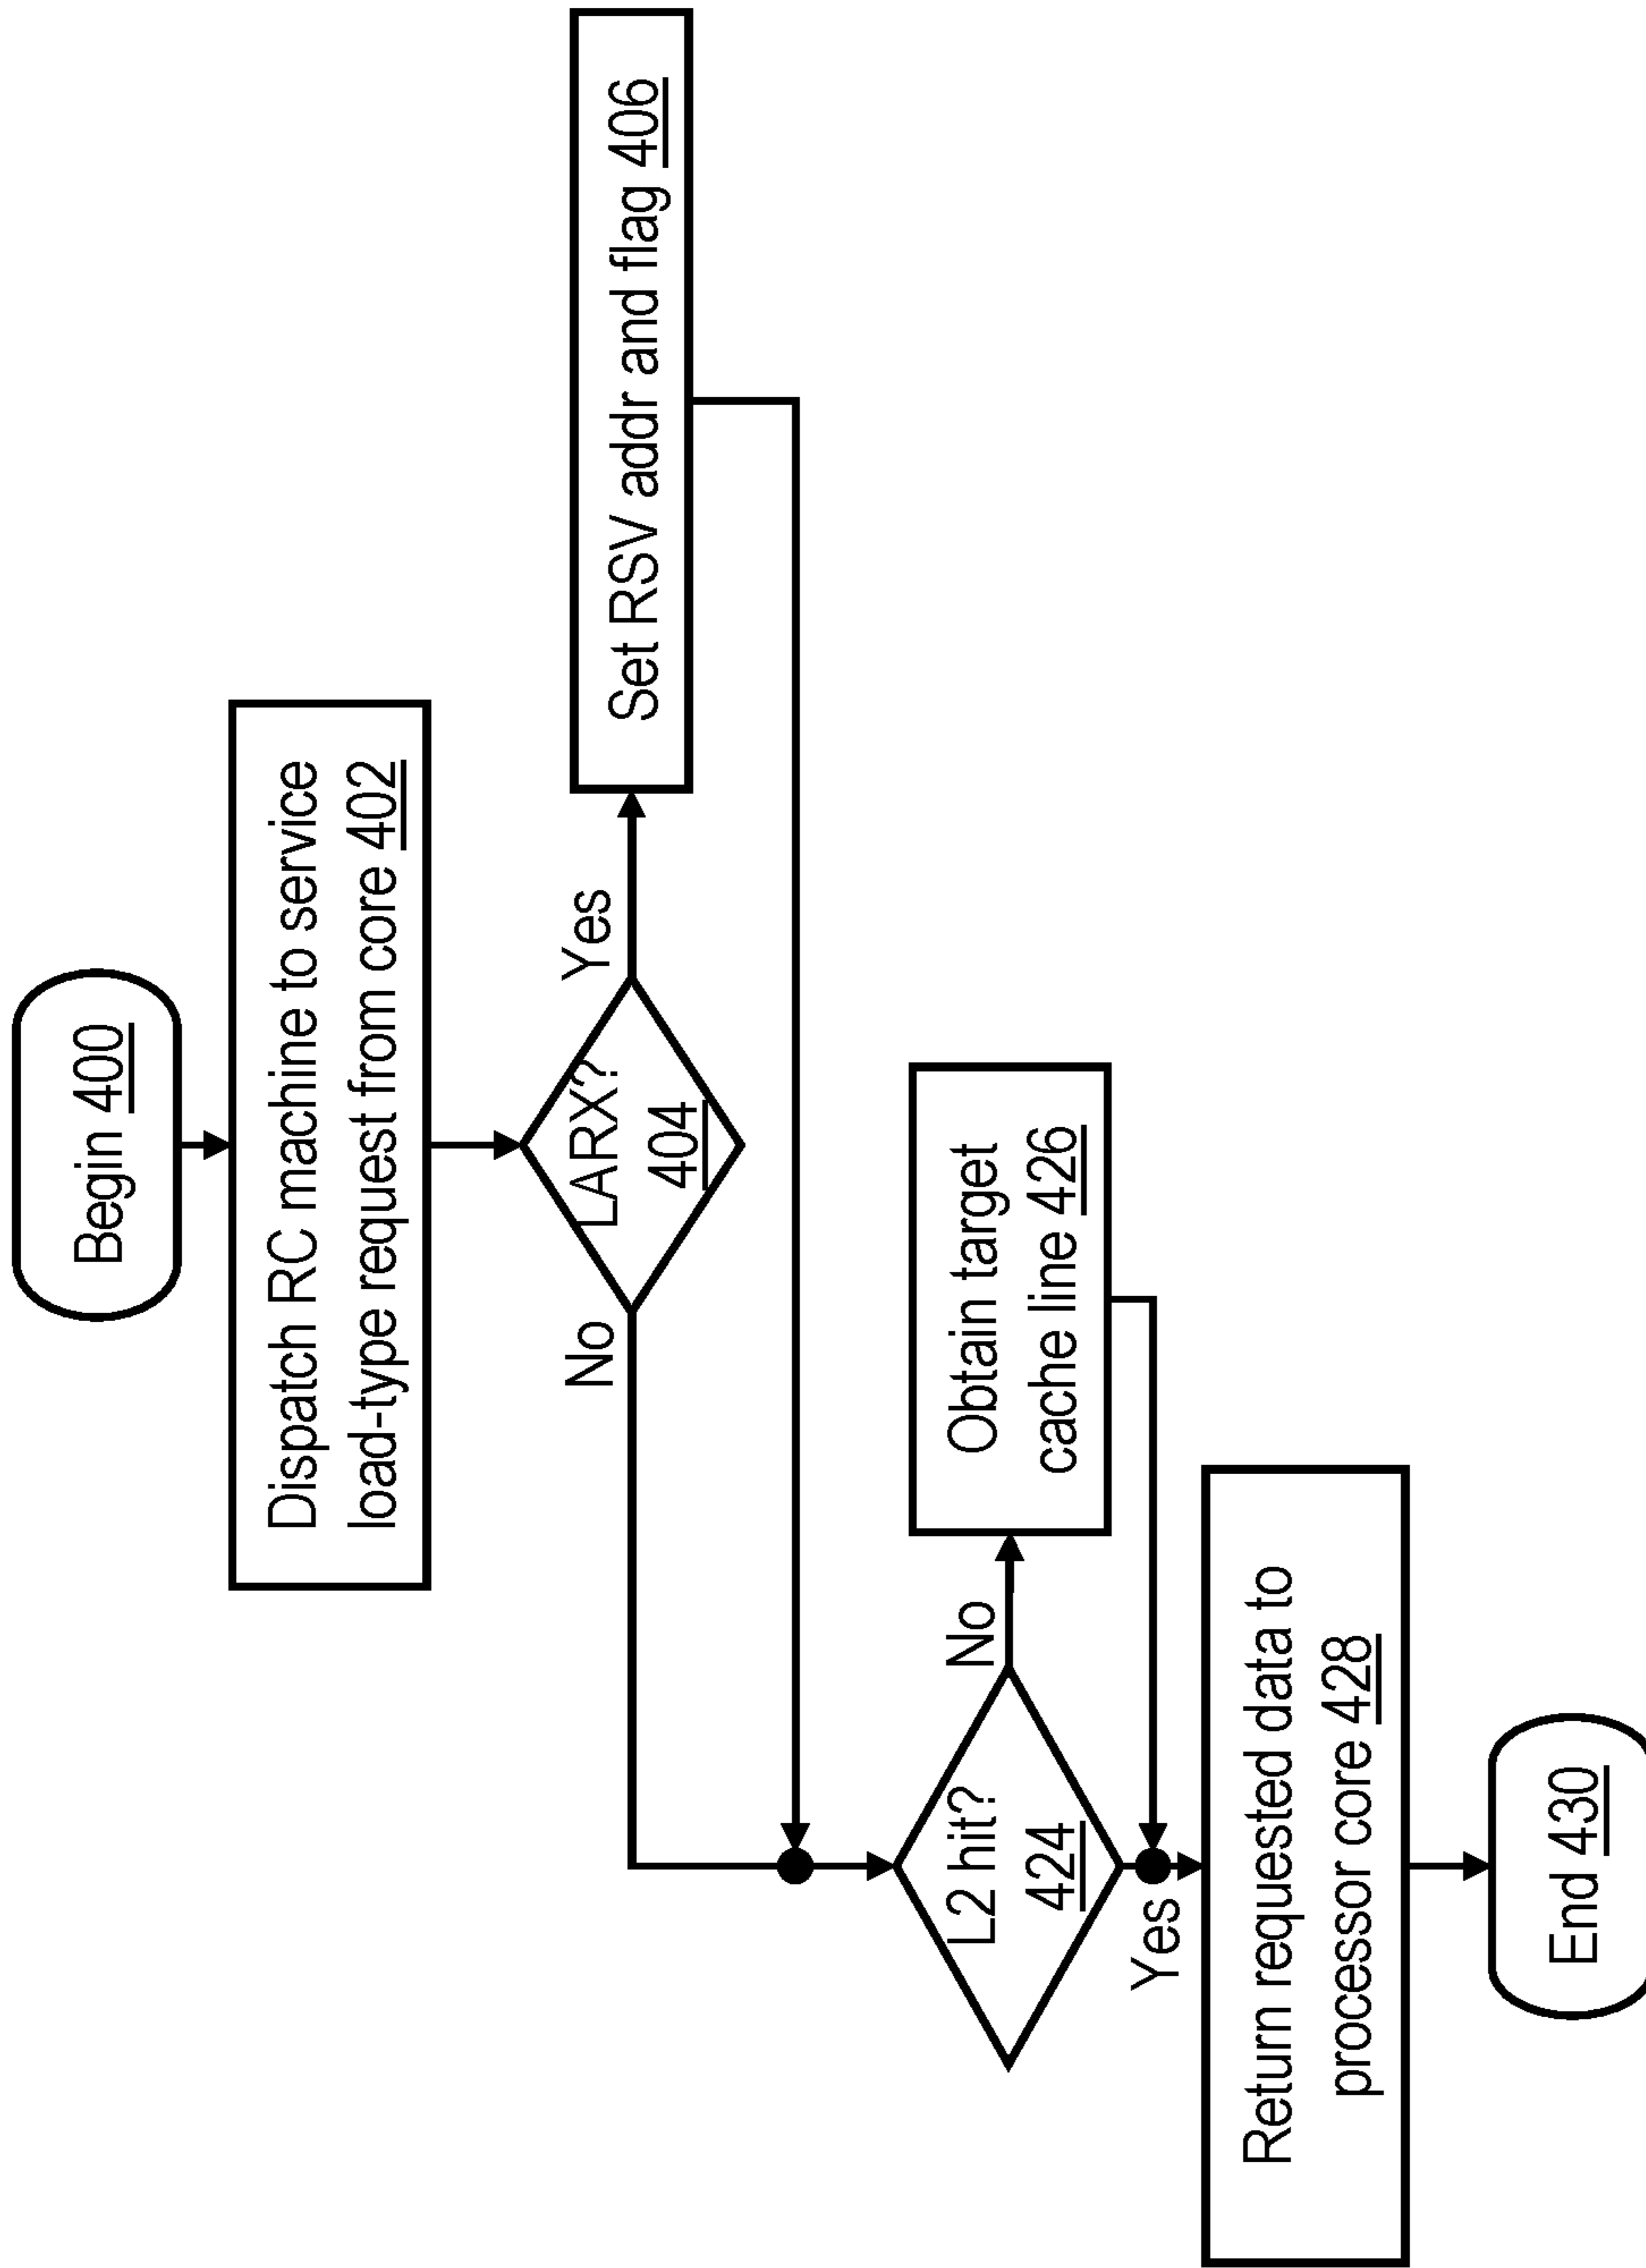 Begin 400
Dispatch RC machine to service
load-type request from core 402
LARX?
404
Yes
No
Set RSV addr and flag 406
L2 hit?
424
No
Yes
Obtain target
cache line 426
Return requested data to
processor core 428
End 430